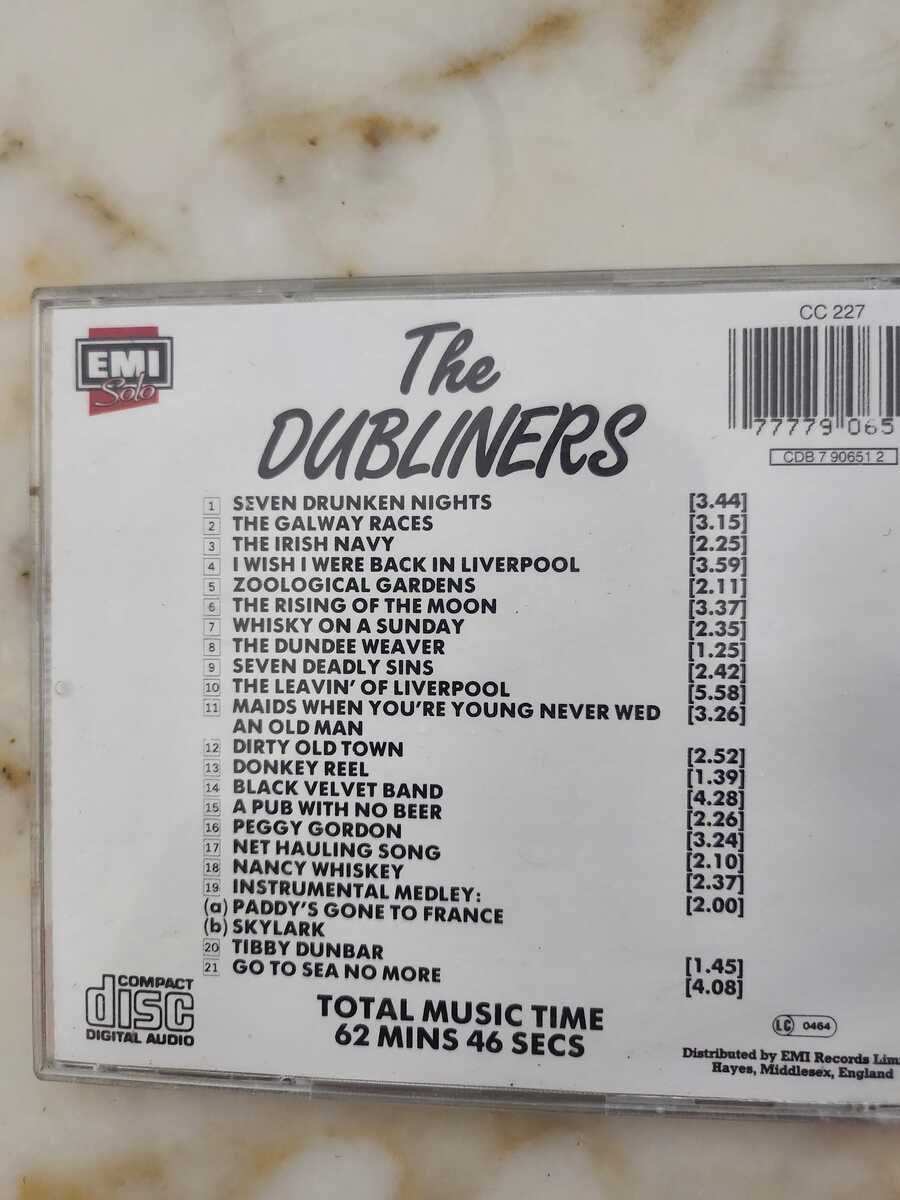 EMI
Solo
The
DUBLINERS
CC 227
77779 065
CDB 7 90651 2
1 SEVEN DRUNKEN NIGHTS [3.44]
2 THE GALWAY RACES [3.15]
3 THE IRISH NAVY [2.25]
4 I WISH I WERE BACK IN LIVERPOOL [3.59]
5 ZOOLOGICAL GARDENS [2.11]
6 THE RISING OF THE MOON [3.37]
7 WHISKY ON A SUNDAY [2.35]
8 THE DUNDEE WEAVER [1.25]
9 SEVEN DEADLY SINS [2.42]
10 THE LEAVIN' OF LIVERPOOL [5.58]
11 MAIDS WHEN YOU'RE YOUNG NEVER WED [3.26]
AN OLD MAN
12 DIRTY OLD TOWN [2.52]
13 DONKEY REEL [1.39]
14 BLACK VELVET BAND [4.28]
15 A PUB WITH NO BEER [2.26]
16 PEGGY GORDON [3.24]
17 NET HAULING SONG [2.10]
18 NANCY WHISKEY [2.37]
19 INSTRUMENTAL MEDLEY: [2.00]
(a) PADDY'S GONE TO FRANCE
(b) SKYLARK
20 TIBBY DUNBAR [1.45]
21 GO TO SEA NO MORE [4.08]
COMPACT
disc
DIGITAL AUDIO
TOTAL MUSIC TIME
62 MINS 46 SECS
LC 0464
Distributed by EMI Records Lim
Hayes, Middlesex, England